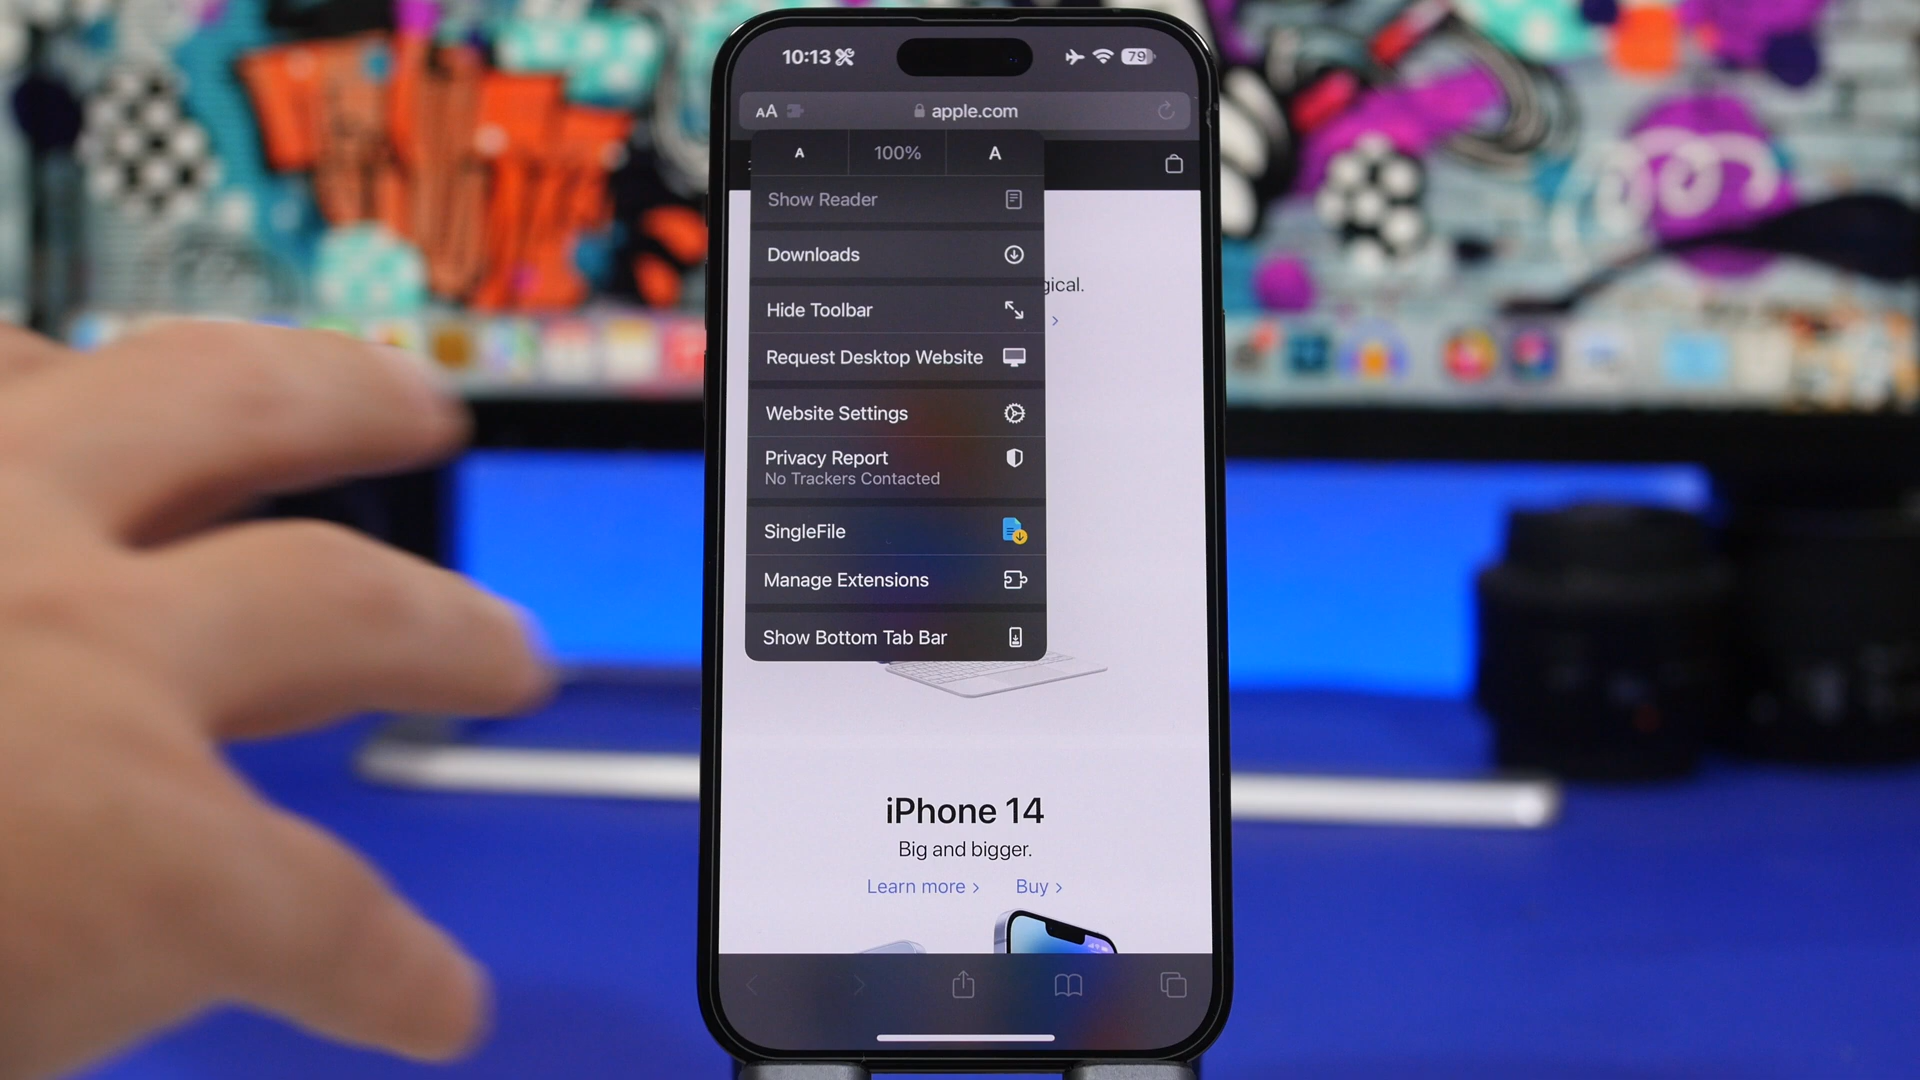 10:13 79
AA apple.com
A 100% A
Show Reader
Downloads
gical.
Hide Toolbar
>
Request Desktop Website
Website Settings
Privacy Report
No Trackers Contacted
SingleFile
Manage Extensions
Show Bottom Tab Bar
iPhone 14
Big and bigger.
Learn more > Buy >